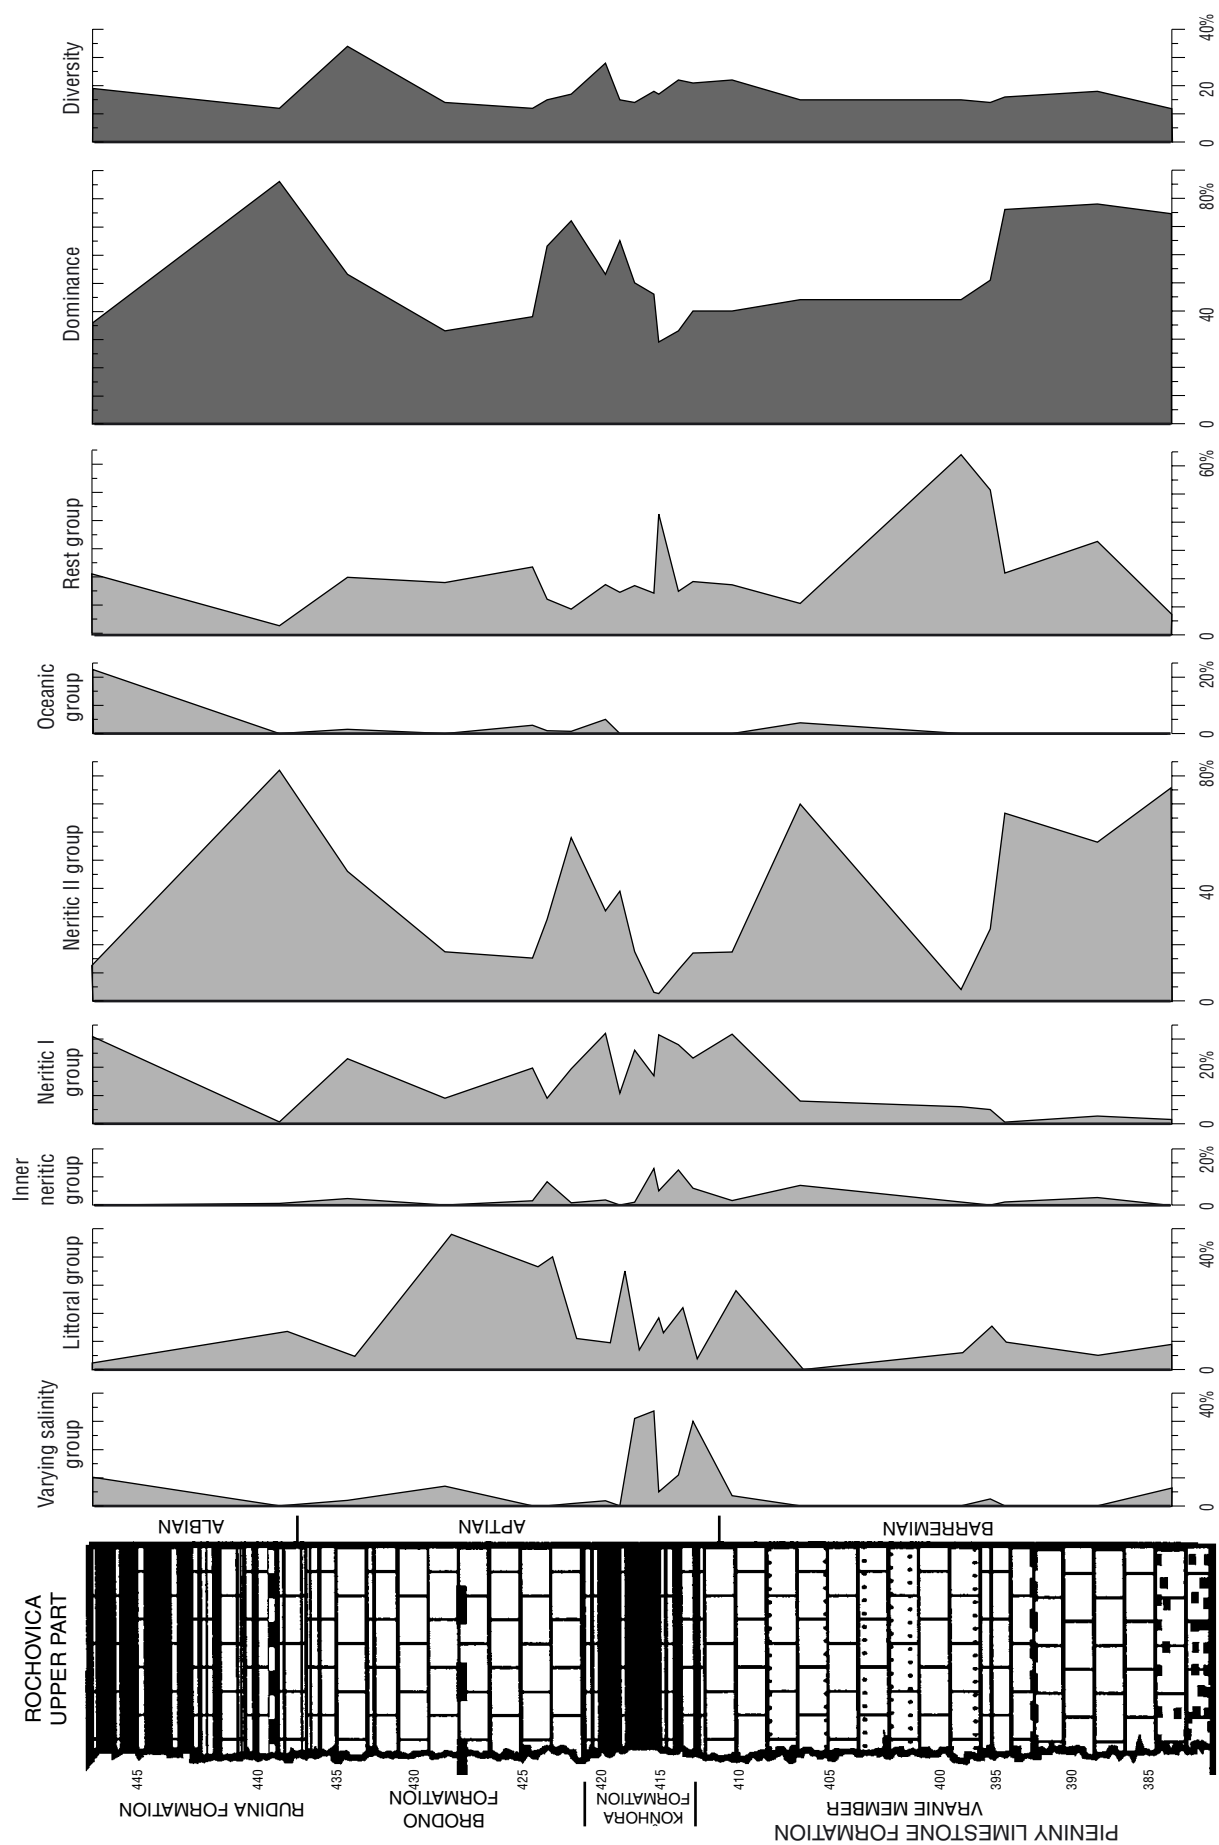 ROCHOVICA
UPPER PART
Varying salinity
group
Littoral group
Inner
neritic
group
Neritic I
group
Neritic II group
Oceanic
group
Rest group
Dominance
Diversity
RUDINA FORMATION
BRODNO
FORMATION
KOŇHORA
FORMATION
PIENINY LIMESTONE FORMATION
VRANIE MEMBER
445
440
435
430
425
420
415
410
405
400
395
390
385
ALBIAN
APTIAN
BARREMIAN
0
40%
0
40%
0
20%
0
20%
0
40
80%
0
20%
0
60%
0
40
80%
0
20
40%